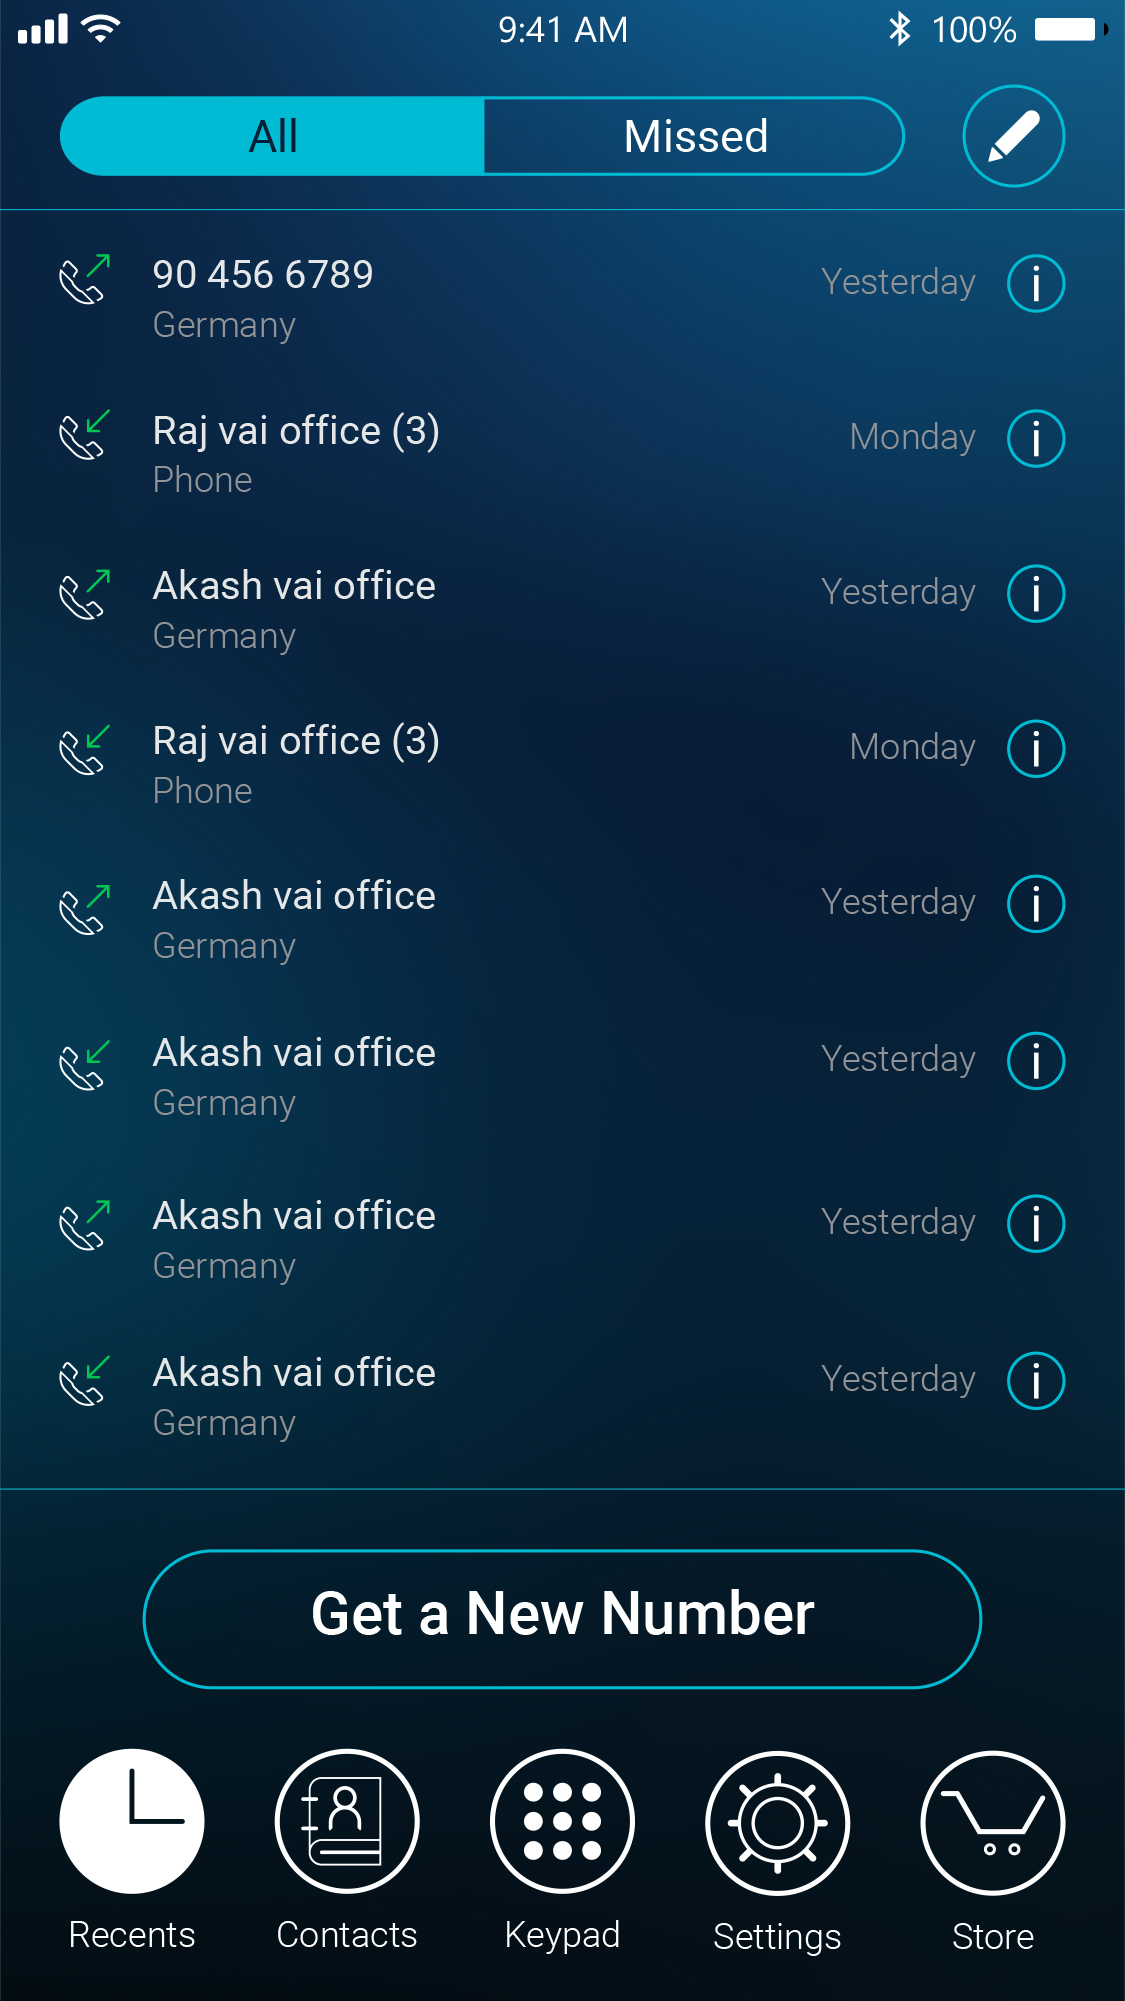 9:41 AM 100%
All Missed
90 456 6789 Yesterday
Germany
Raj vai office (3) Monday
Phone
Akash vai office Yesterday
Germany
Raj vai office (3) Monday
Phone
Akash vai office Yesterday
Germany
Akash vai office Yesterday
Germany
Akash vai office Yesterday
Germany
Akash vai office Yesterday
Germany
Get a New Number
Recents Contacts Keypad Settings Store